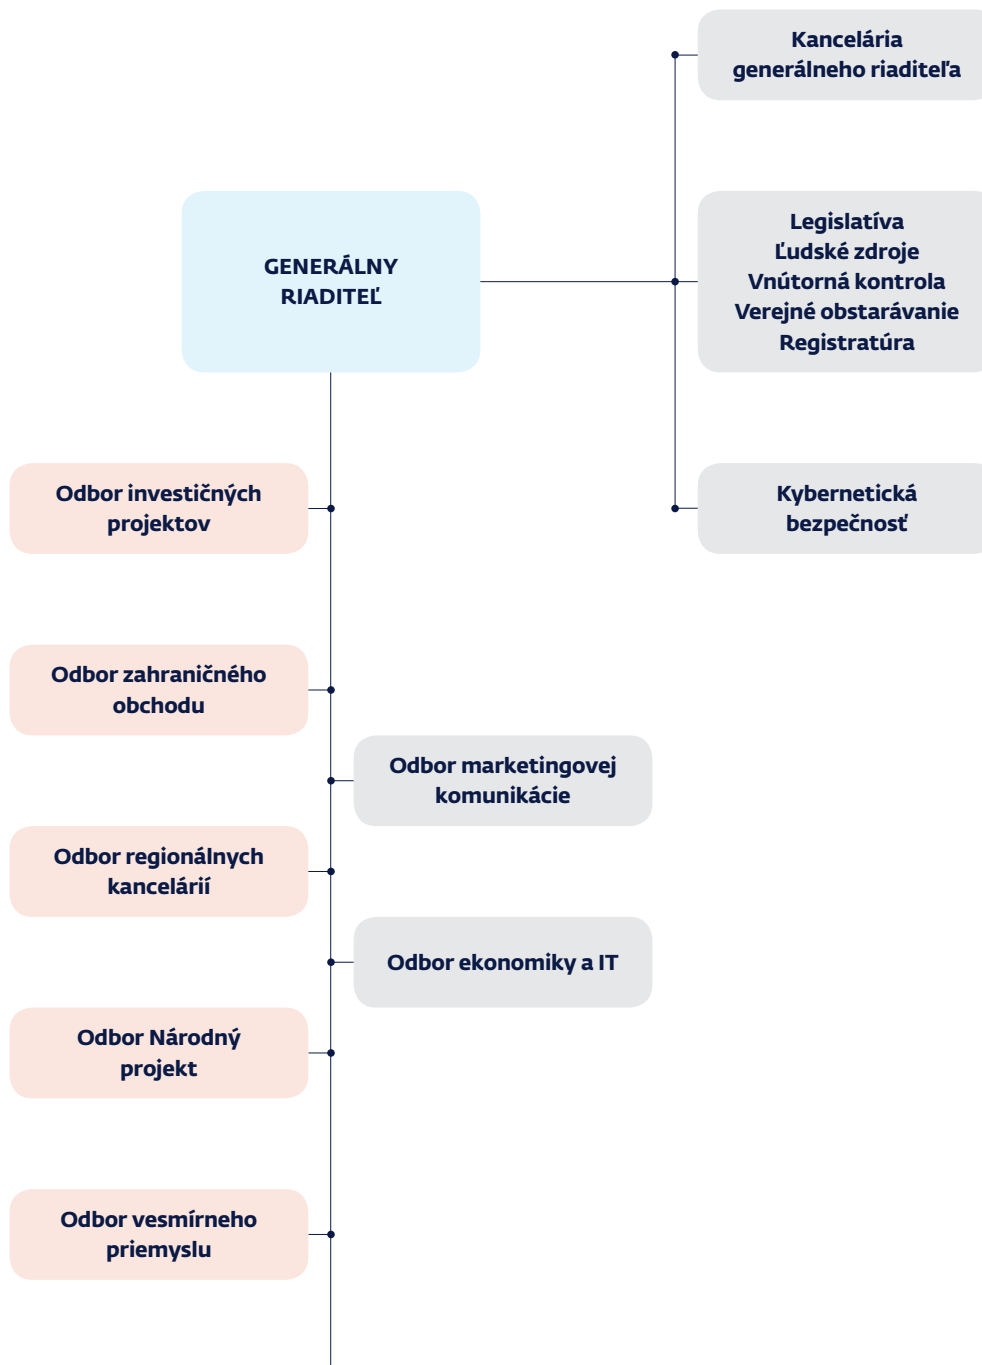 Kancelária
generálneho riaditeľa
GENERÁLNY
RIADITEĽ
Legislatíva
Ľudské zdroje
Vnútorná kontrola
Verejné obstarávanie
Registratúra
Odbor investičných
projektov
Kybernetická
bezpečnosť
Odbor zahraničného
obchodu
Odbor marketingovej
komunikácie
Odbor regionálnych
kancelárií
Odbor ekonomiky a IT
Odbor Národný
projekt
Odbor vesmírneho
priemyslu